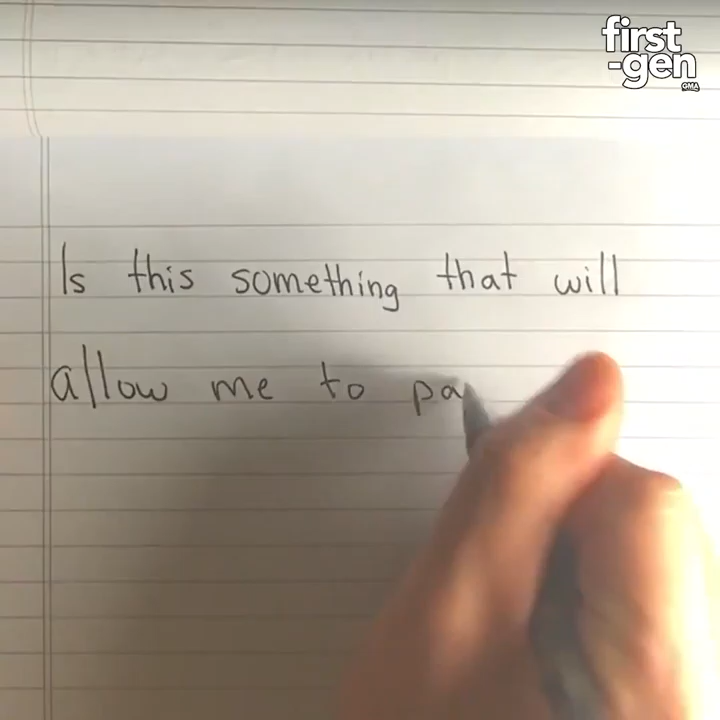 first
-gen
GMA
Is this something that will
allow me to pa